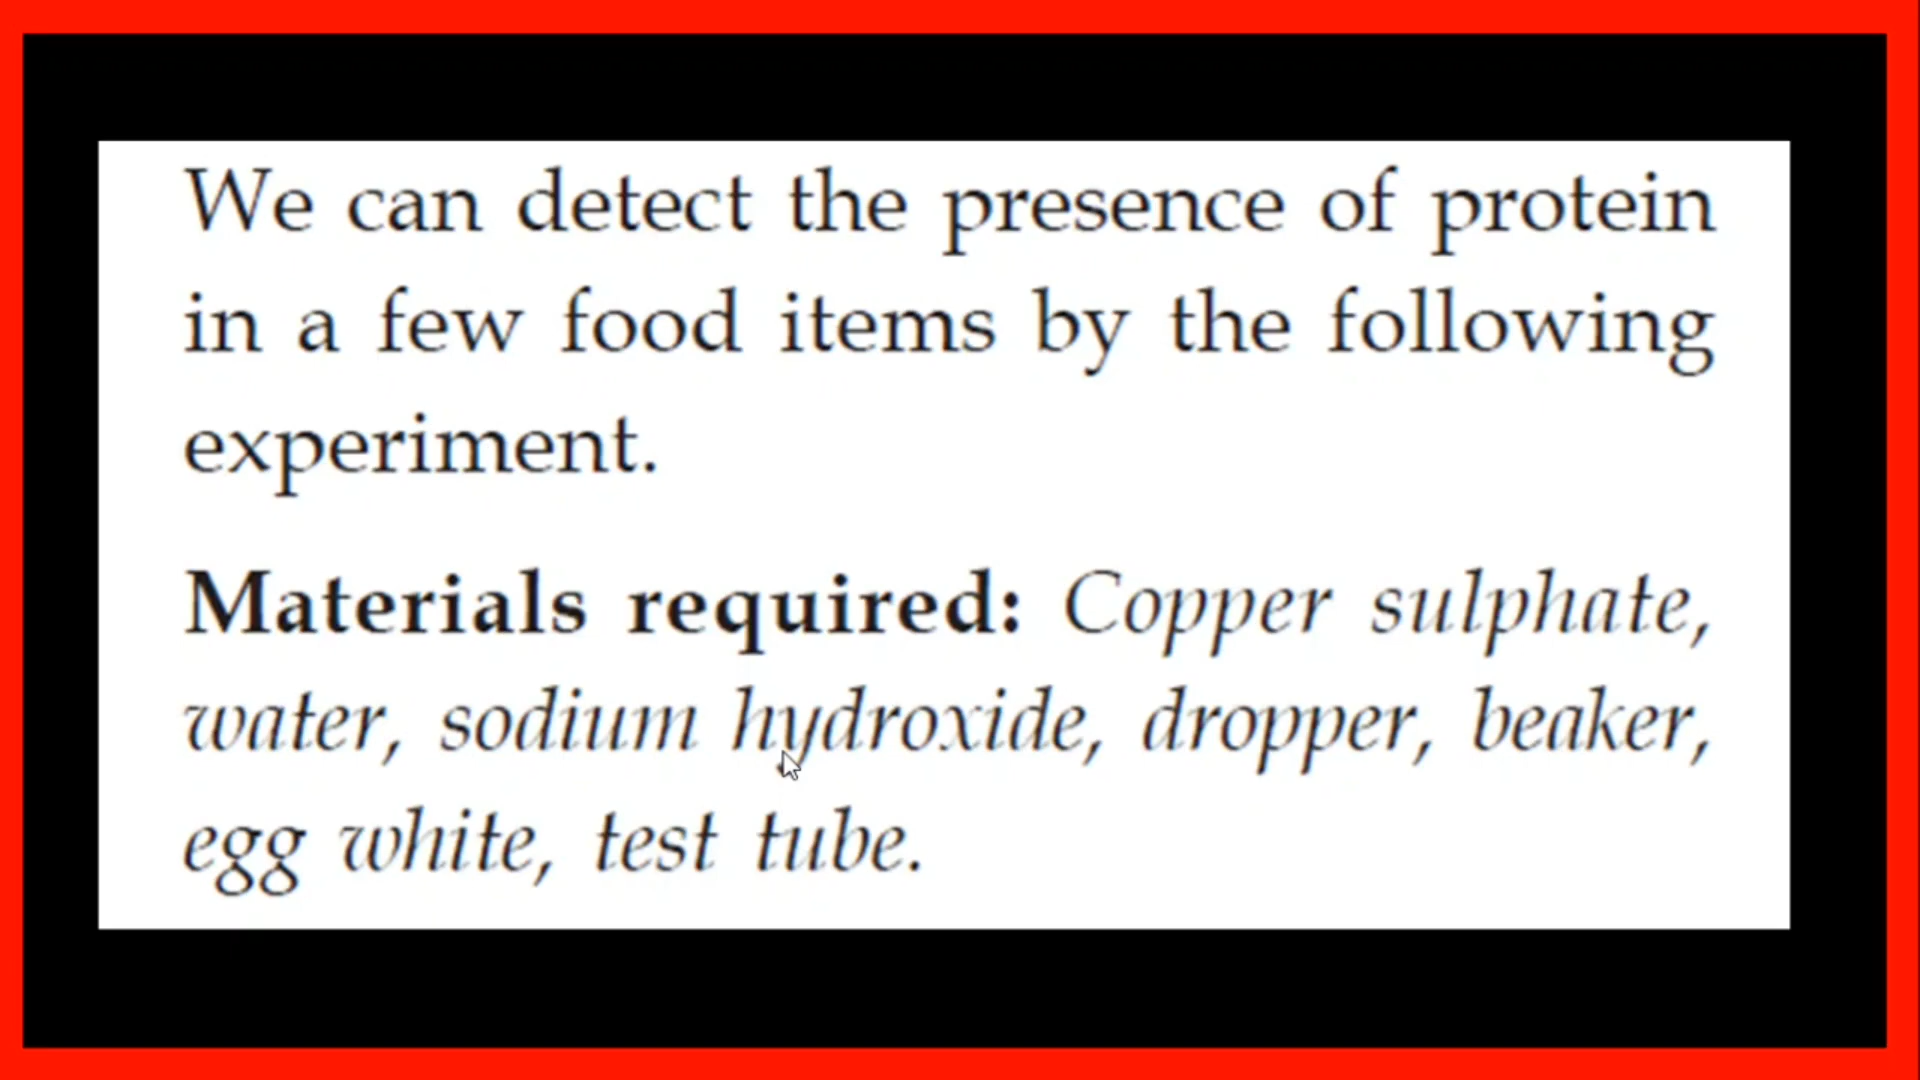 We can detect the presence of protein
in a few food items by the following
experiment.
Materials required: Copper sulphate,
water, sodium hydroxide, dropper, beaker,
egg white, test tube.